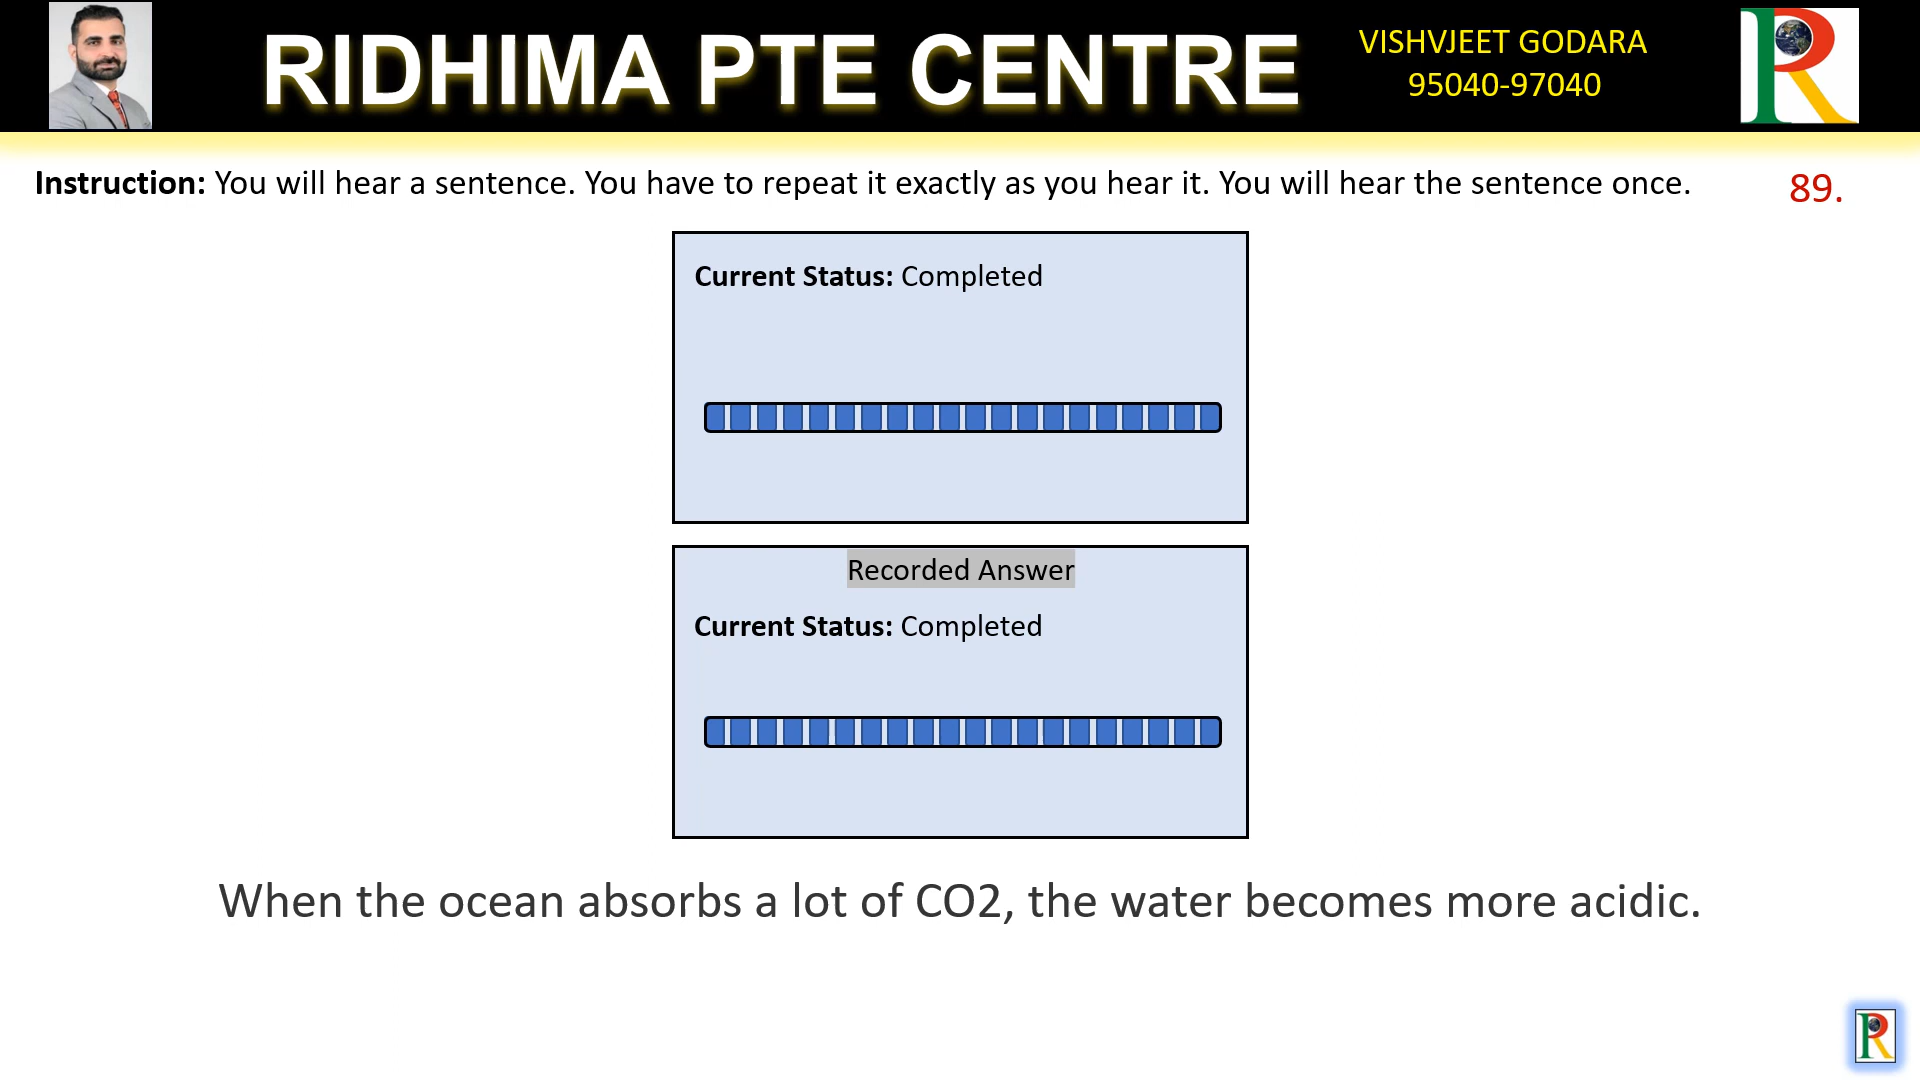 RIDHIMA PTE CENTRE
VISHVJEET GODARA
95040-97040
Instruction: You will hear a sentence. You have to repeat it exactly as you hear it. You will hear the sentence once.
89.
Current Status: Completed
Recorded Answer
Current Status: Completed
When the ocean absorbs a lot of CO2, the water becomes more acidic.